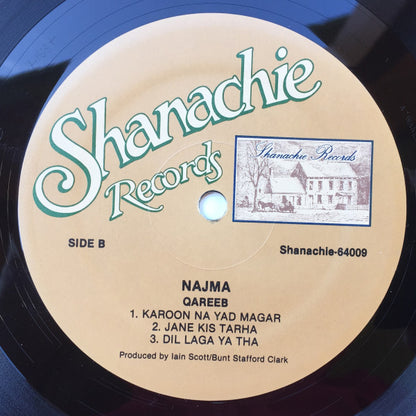 Shanachie
Records
Shanachie Records
SIDE B
Shanachie-64009
NAJMA
QAREEB
1. KAROON NA YAD MAGAR
2. JANE KIS TARHA
3. DIL LAGA YA THA
Produced by Iain Scott/Bunt Stafford Clark